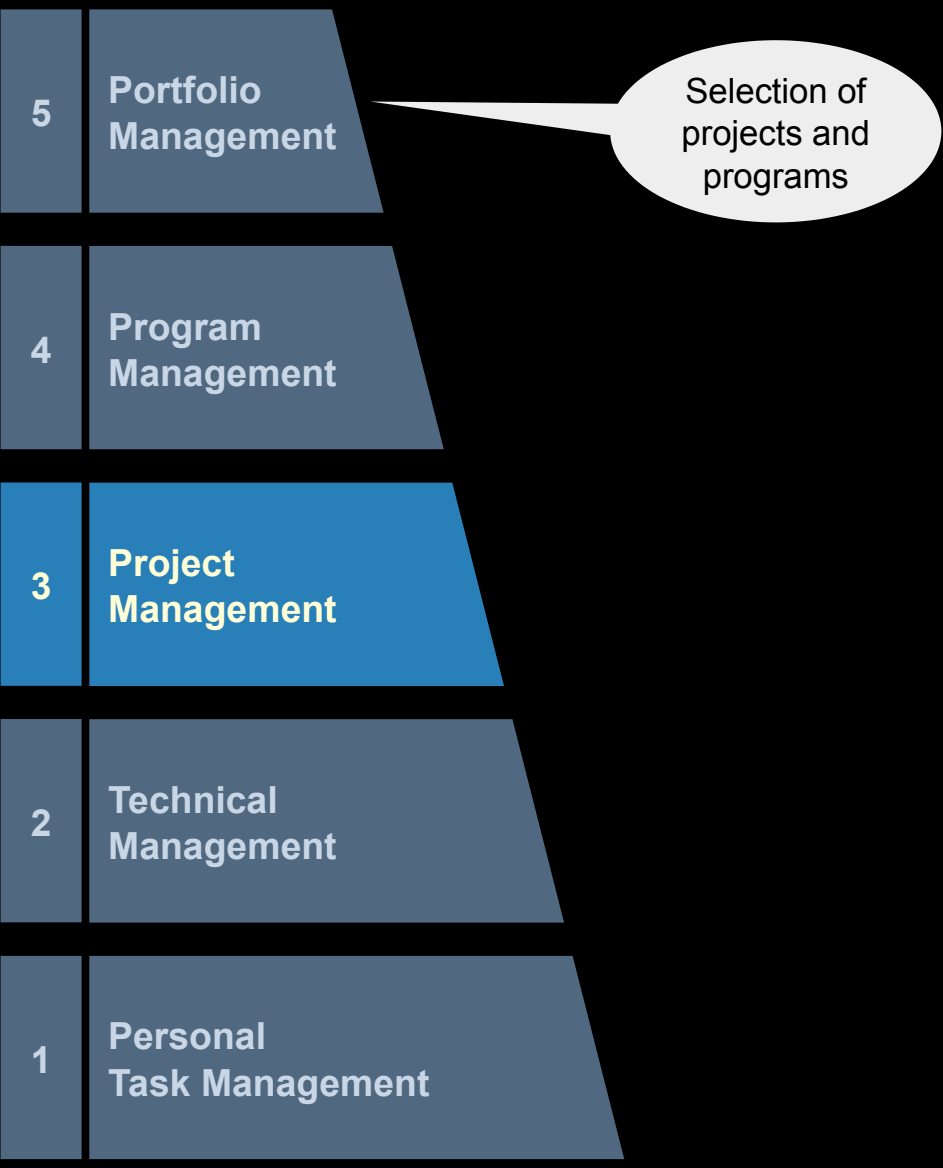 5
Portfolio
Management
Selection of
projects and
programs
4
Program
Management
3
Project
Management
2
Technical
Management
1
Personal
Task Management